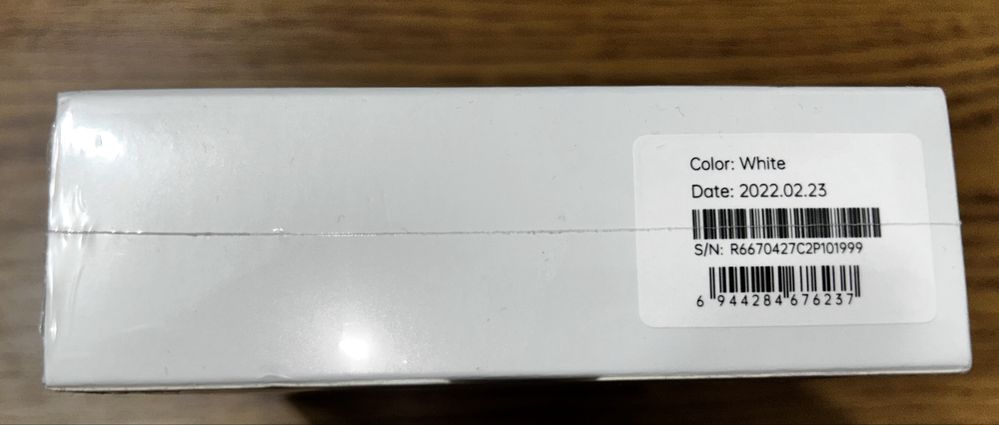 Color: White
Date: 2022.02.23
S/N: R6670427C2P101999
6 944284 676237